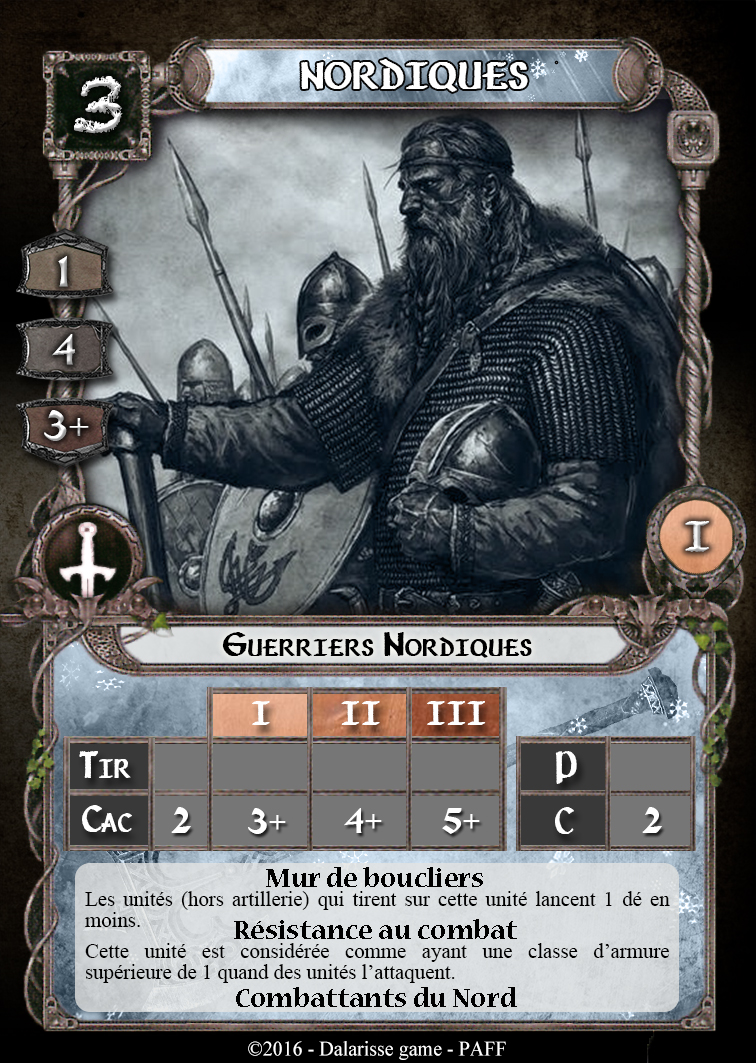 NORDIQUES
3
1
4
3+
I
GUERRIERS NORDIQUES
I II III
TIR P
CAC 2 3+ 4+ 5+ C 2
Mur de boucliers
Les unités (hors artillerie) qui tirent sur cette unité lancent 1 dé en
moins.
Résistance au combat
Cette unité est considérée comme ayant une classe d’armure
supérieure de 1 quand des unités l’attaquent.
Combattants du Nord
©2016 - Dalarisse game - PAFF